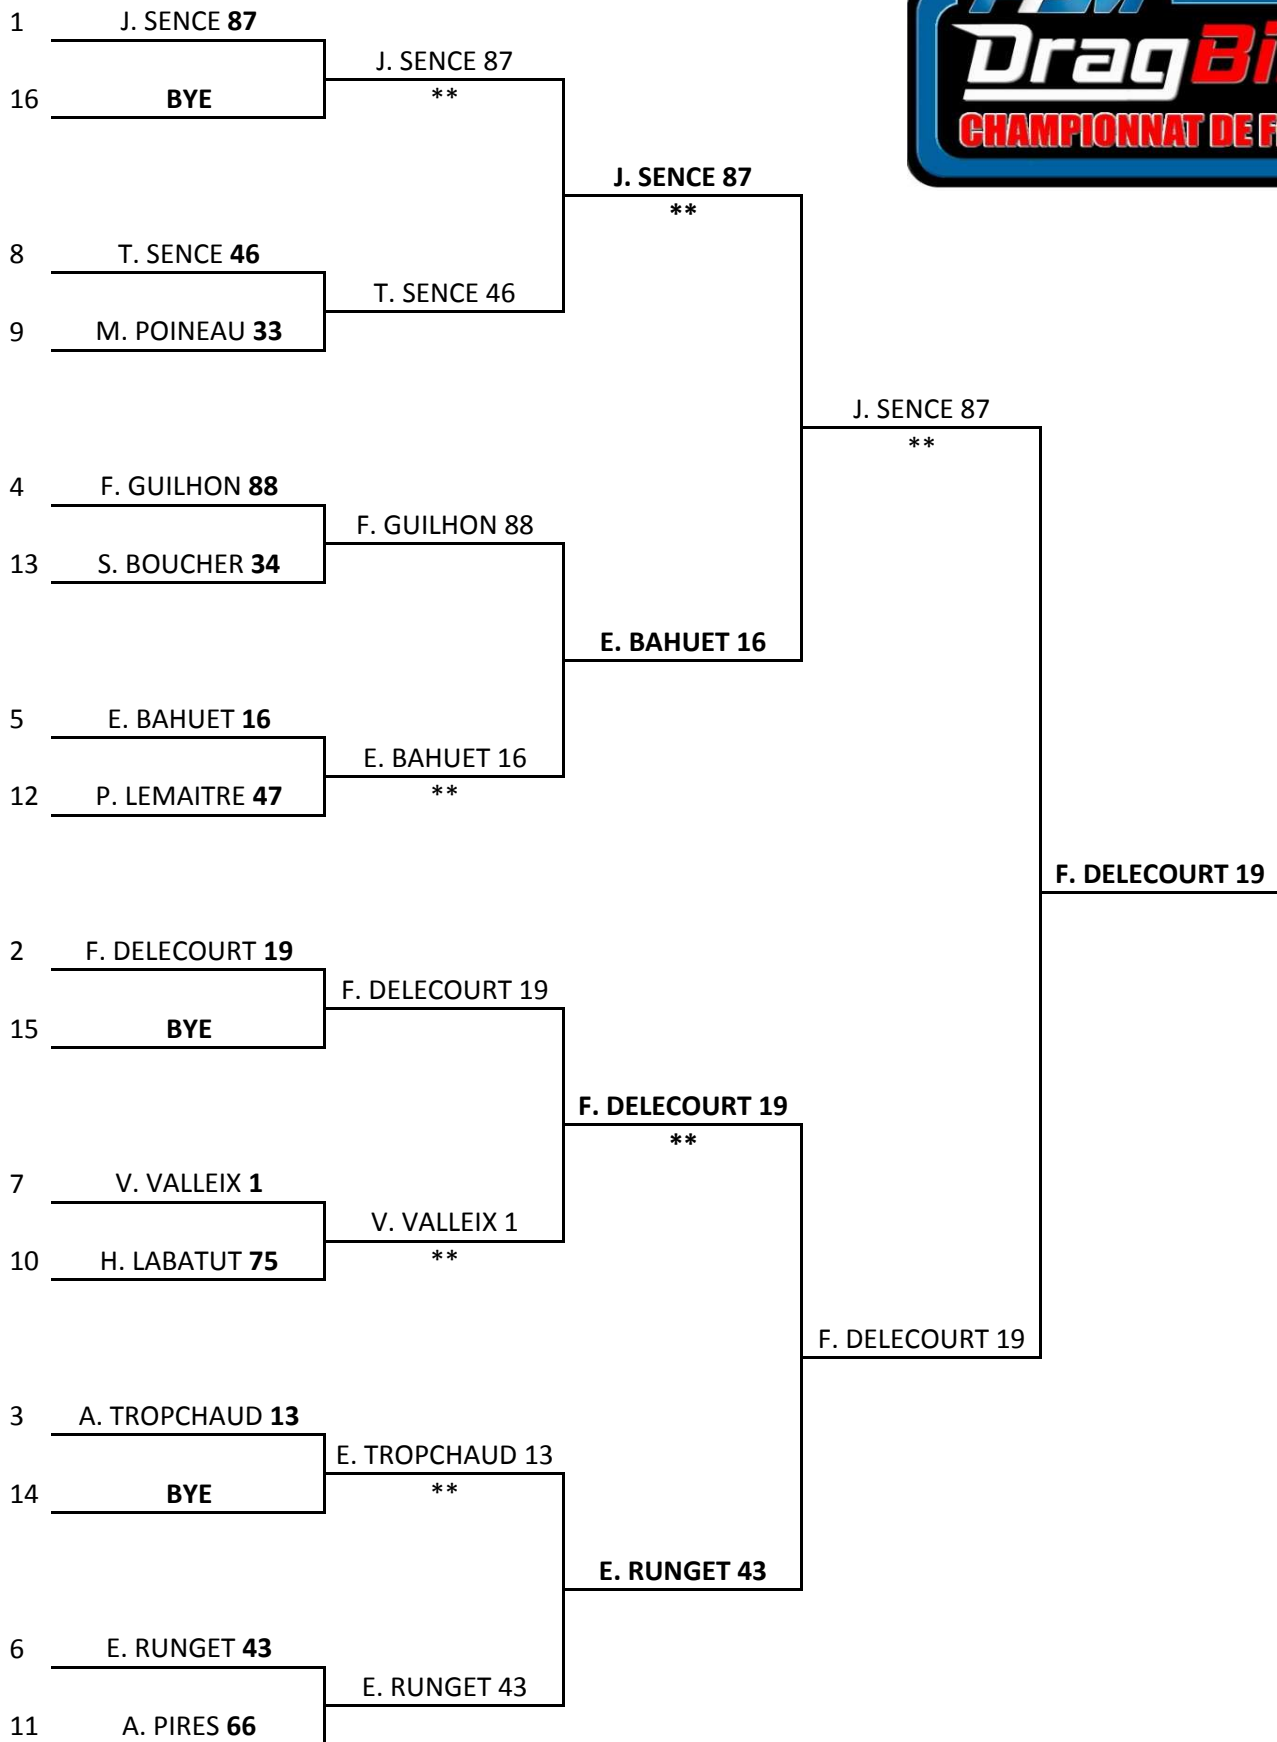 1 J. SENCE 87
J. SENCE 87
16 BYE
**
J. SENCE 87
**
8 T. SENCE 46
T. SENCE 46
9 M. POINEAU 33
J. SENCE 87
**
4 F. GUILHON 88
F. GUILHON 88
13 S. BOUCHER 34
E. BAHUET 16
5 E. BAHUET 16
E. BAHUET 16
12 P. LEMAITRE 47
**
F. DELECOURT 19
2 F. DELECOURT 19
F. DELECOURT 19
15 BYE
F. DELECOURT 19
**
7 V. VALLEIX 1
V. VALLEIX 1
10 H. LABATUT 75
**
F. DELECOURT 19
3 A. TROPCHAUD 13
E. TROPCHAUD 13
14 BYE
**
E. RUNGET 43
6 E. RUNGET 43
E. RUNGET 43
11 A. PIRES 66
DragBi
CHAMPIONNAT DE F